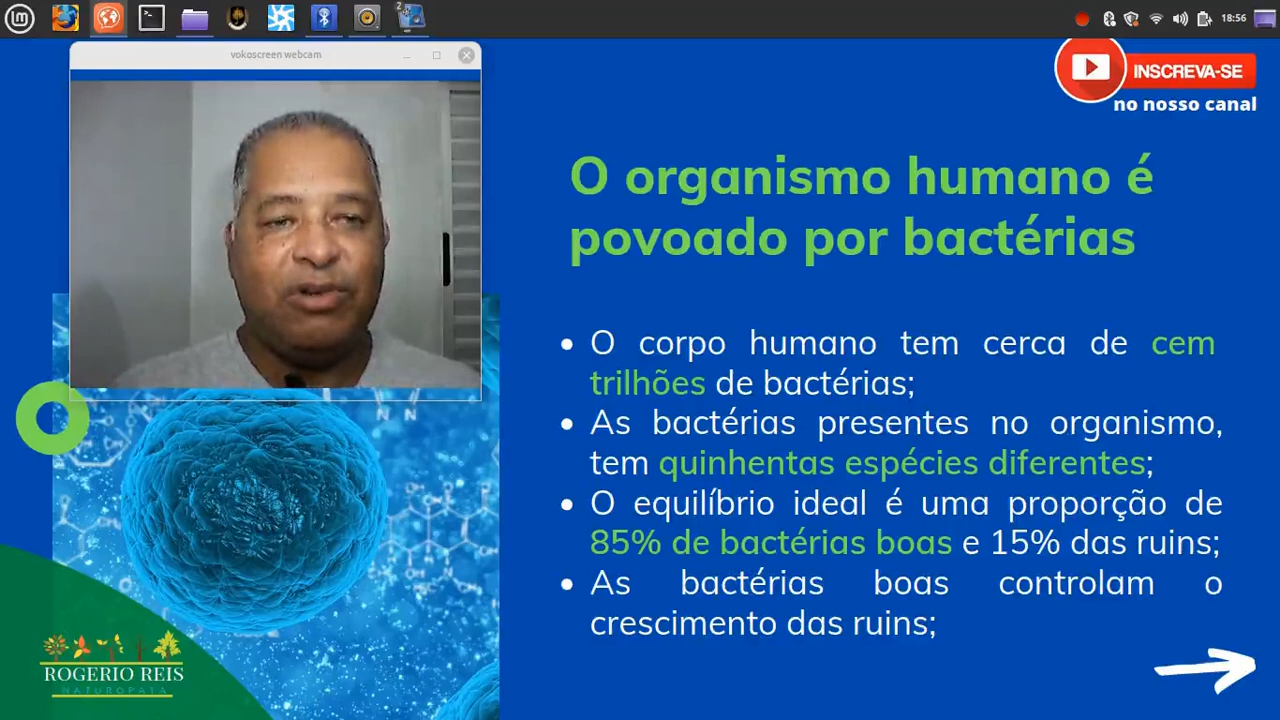 2
18:56
vokoscreen webcam
INSCREVA-SE
no nosso canal
O organismo humano é
povoado por bactérias
O corpo humano tem cerca de cem
trilhões de bactérias;
As bactérias presentes no organismo,
tem quinhentas espécies diferentes;
O equilíbrio ideal é uma proporção de
85% de bactérias boas e 15% das ruins;
As bactérias boas controlam o
crescimento das ruins;
N N
ROGERIO REIS
NATUROPATA